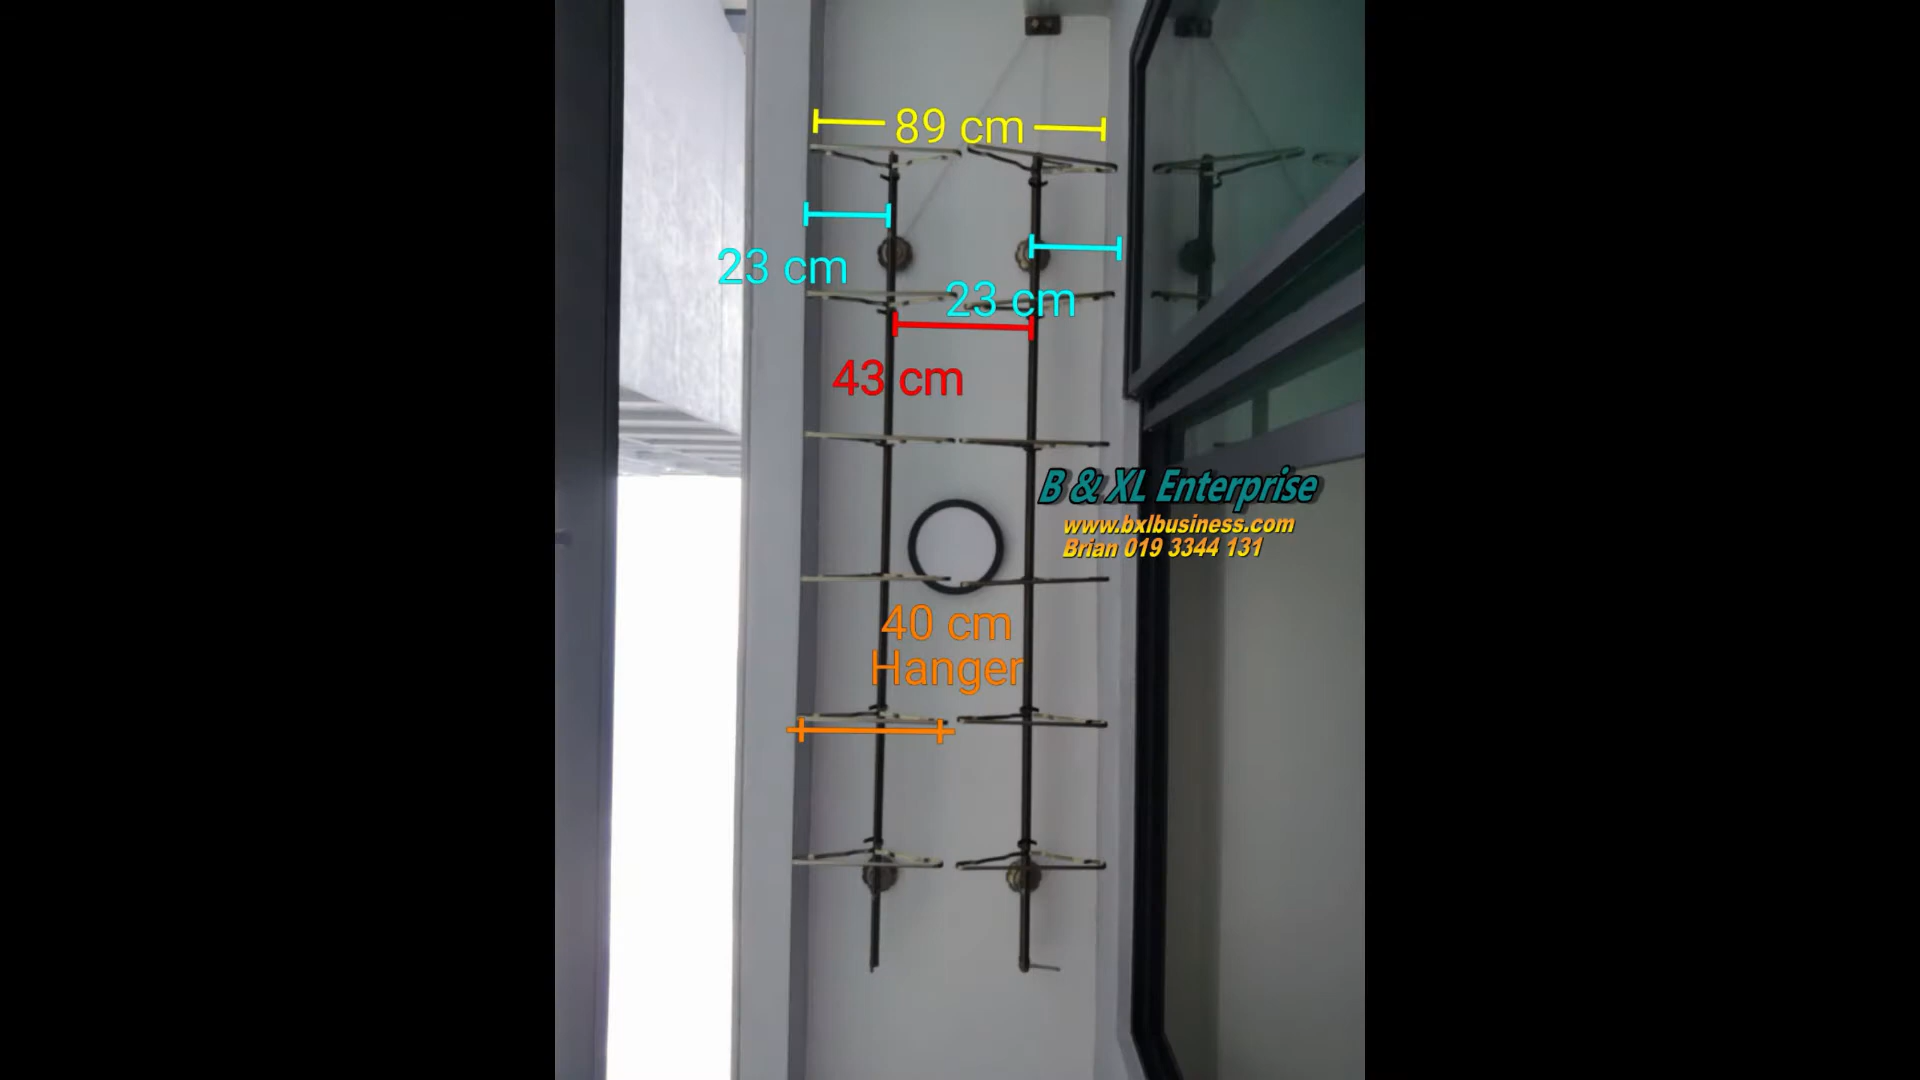 89 cm
23 cm
23 cm
43 cm
B & XL Enterprise
www.bxlbusiness.com
Brian 019 3344 131
40 cm
Hanger